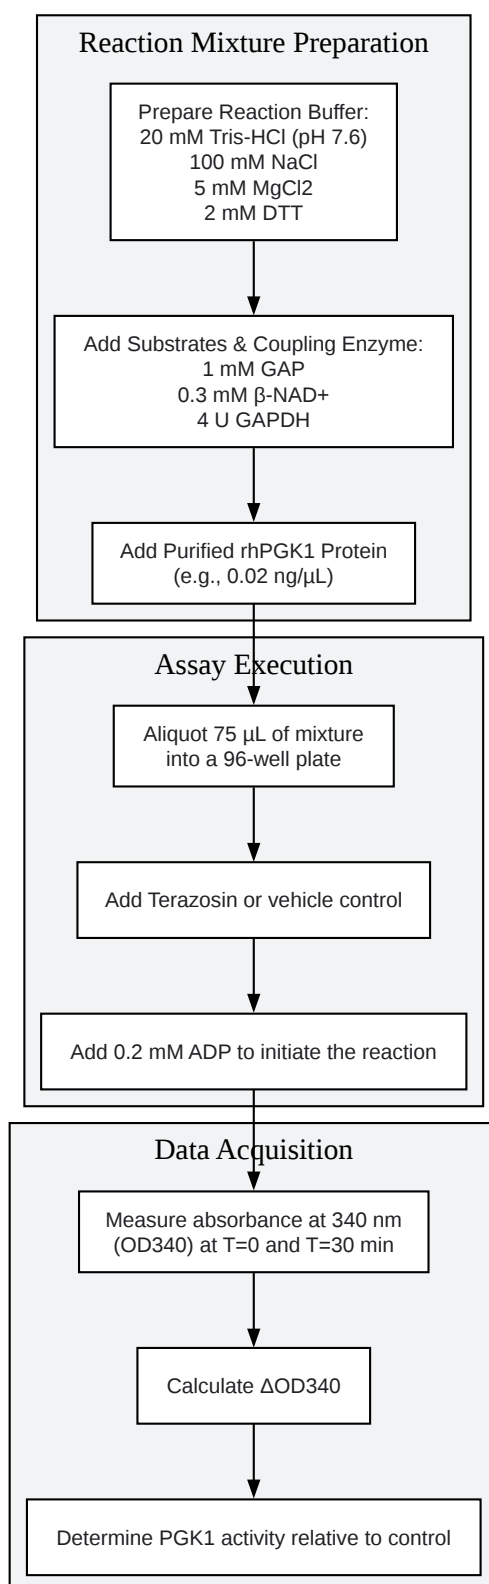 Reaction Mixture Preparation
Prepare Reaction Buffer:
20 mM Tris-HCl (pH 7.6)
100 mM NaCl
5 mM MgCl2
2 mM DTT
Add Substrates & Coupling Enzyme:
1 mM GAP
0.3 mM β-NAD+
4 U GAPDH
Add Purified rhPGK1 Protein
(e.g., 0.02 ng/µL)
Assay Execution
Aliquot 75 µL of mixture
into a 96-well plate
Add Terazosin or vehicle control
Add 0.2 mM ADP to initiate the reaction
Data Acquisition
Measure absorbance at 340 nm
(OD340) at T=0 and T=30 min
Calculate ΔOD340
Determine PGK1 activity relative to control